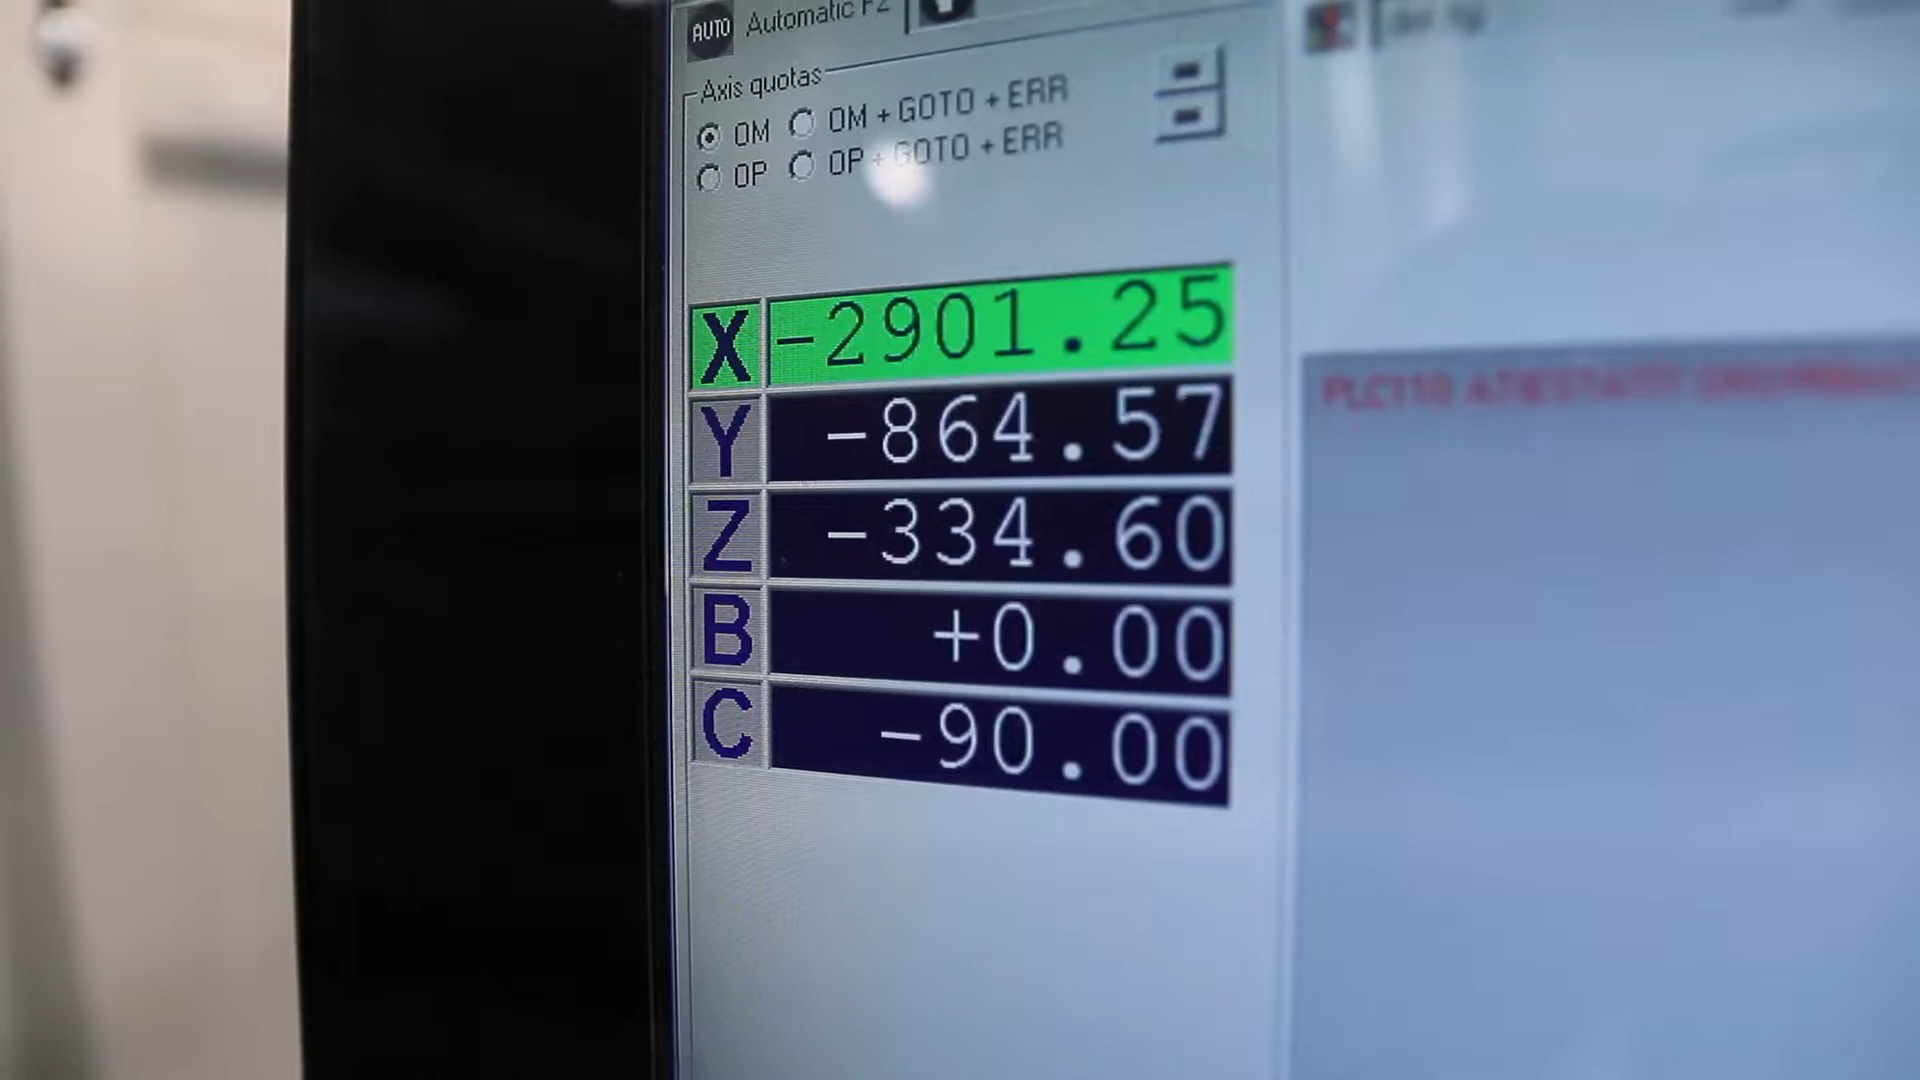 AUTO Automatic F2
Axis quotas
OM OM + GOTO + ERR
OP OP + GOTO + ERR
X -2901.25
Y -864.57
Z -334.60
B +0.00
C -90.00